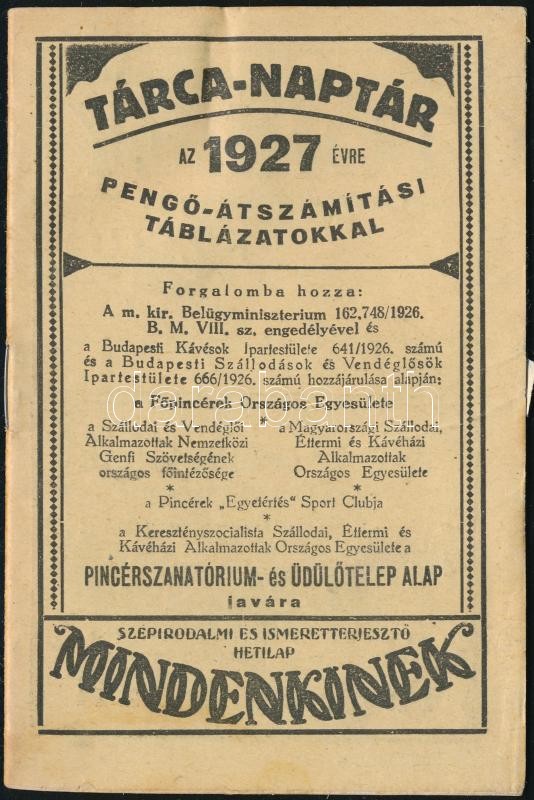 TÁRCA-NAPTÁR
AZ 1927 ÉVRE
PENGŐ-ÁTSZÁMÍTÁSI
TÁBLÁZATOKKAL
Forgalomba hozza:
A m. kir. Belügyminiszterium 162,748/1926.
B. M. VIII. sz. engedélyével és
a Budapesti Kávésok Ipartestülete 641/1926. számú
és a Budapesti Szállodások és Vendéglősök
Ipartestülete 666/1926. számú hozzájárulása alapján:
a Főpincérek Országos Egyesülete
*
a Szállodai és Vendéglői
Alkalmazottak Nemzetközi
Genfi Szövetségének
országos főintézősége
*
a Magyarországi Szállodai,
Éttermi és Kávéházi
Alkalmazottak
Országos Egyesülete
*
a Pincérek „Egyetértés" Sport Clubja
*
a Keresztényszocialista Szállodai, Éttermi és
Kávéházi Alkalmazottak Országos Egyesülete a
PINCÉRSZANATÓRIUM- és ÜDÜLŐTELEP ALAP
javára
SZÉPIRODALMI ÉS ISMERETTERJESZTŐ
HETILAP
MINDENKINEK
darabanth